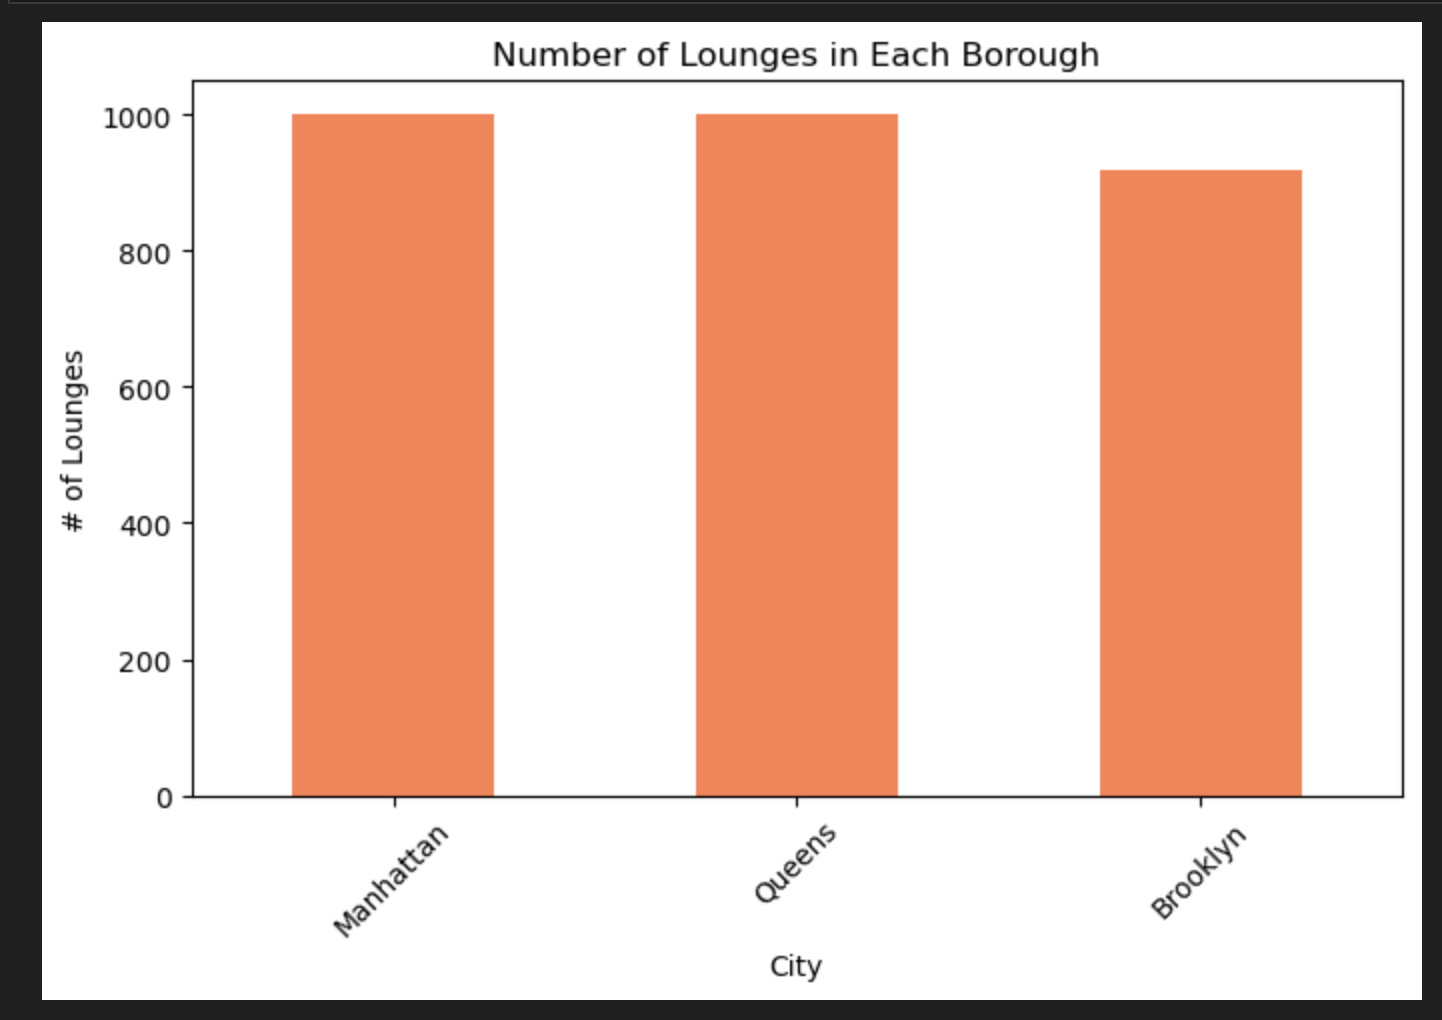 Number of Lounges in Each Borough
1000
800
600
400
200
0
# of Lounges
Manhattan
Queens
Brooklyn
City